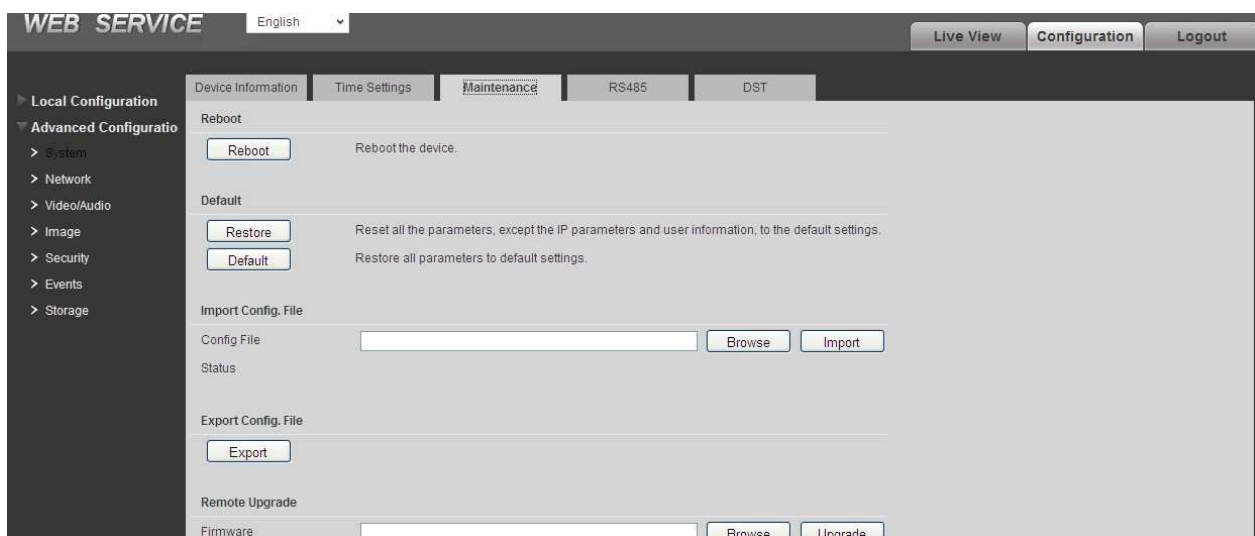 WEB SERVICE
English
Live View
Configuration
Logout
Local Configuration
Advanced Configuratio
> System
> Network
> Video/Audio
> Image
> Security
> Events
> Storage
Device Information
Time Settings
Maintenance
RS485
DST
Reboot
Reboot Reboot the device.
Default
Restore Reset all the parameters, except the IP parameters and user information, to the default settings.
Default Restore all parameters to default settings.
Import Config. File
Config File Browse Import
Status
Export Config. File
Export
Remote Upgrade
Firmware Browse Upgrade